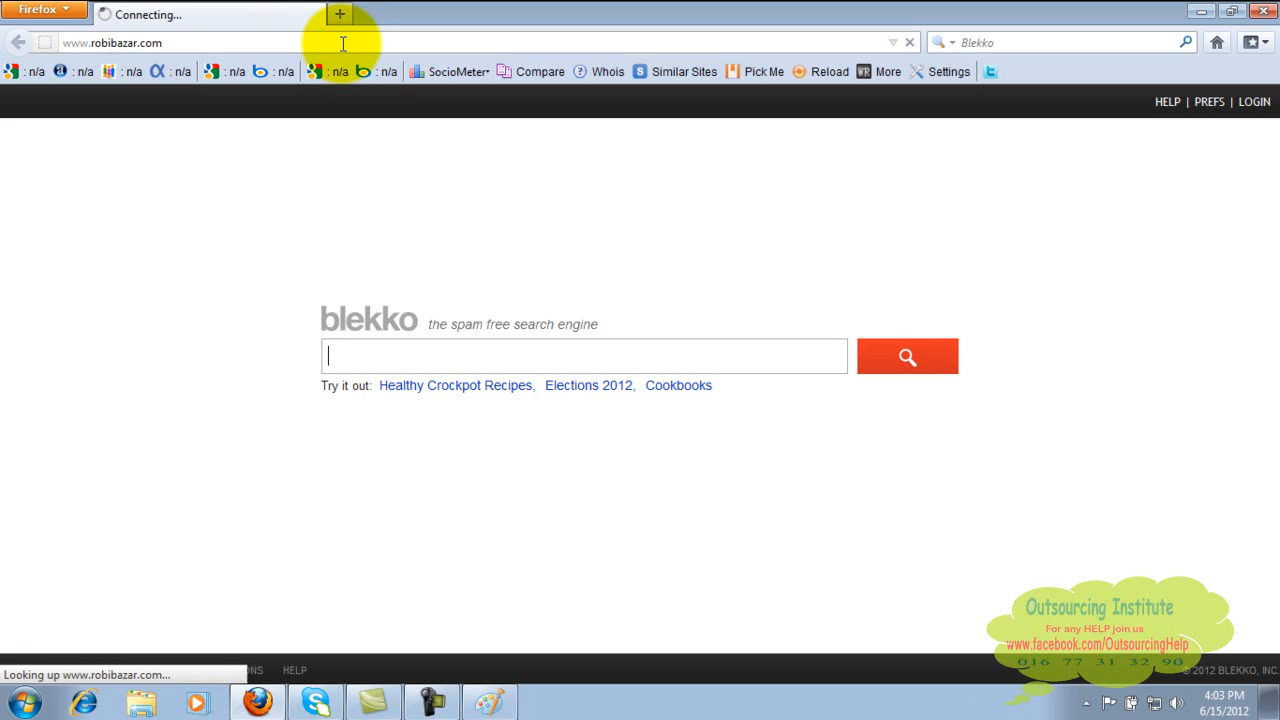 Firefox
Connecting...
www.robibazar.com
Blekko
: n/a : n/a : n/a : n/a : n/a : n/a : n/a : n/a SocioMeter Compare Whois Similar Sites Pick Me Reload More Settings
HELP | PREFS | LOGIN
blekko the spam free search engine
Try it out: Healthy Crockpot Recipes, Elections 2012, Cookbooks
Outsourcing Institute
For any HELP join us
www.facebook.com/OutsourcingHelp
016 77 31 32 90
Looking up www.robibazar.com... ONS HELP © 2012 BLEKKO, INC.
4:03 PM
6/15/2012